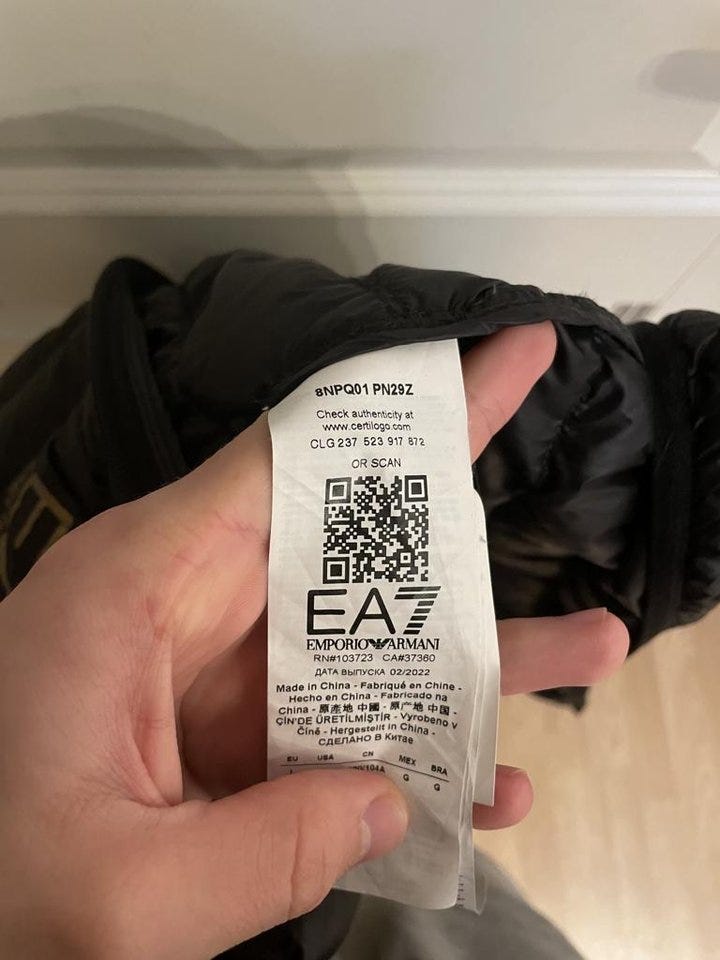 8NPQ01 PN29Z
Check authenticity at
www.certilogo.com
CLG 237 523 917 872
OR SCAN
EA7
EMPORIO ARMANI
RN#103723 CA#37360
ДАТА ВЫПУСКА 02/2022
Made in China - Fabriqué en Chine -
Hecho en China - Fabricado na
China - 原產地 中國 - 原产地 中国 -
ÇİN'DE ÜRETİLMİŞTİR - Vyrobeno v
Číně - Hergestellt in China -
СДЕЛАНО В Китае
EU USA CN MEX BRA
G G